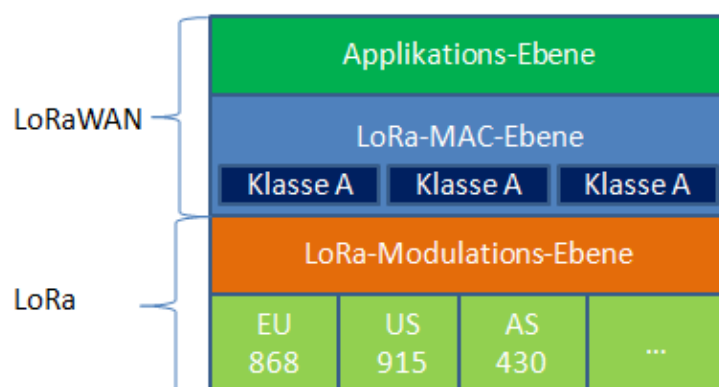 Applikations-Ebene
LoRaWAN
LoRa-MAC-Ebene
Klasse A Klasse A Klasse A
LoRa-Modulations-Ebene
LoRa
EU US AS
868 915 430 ...